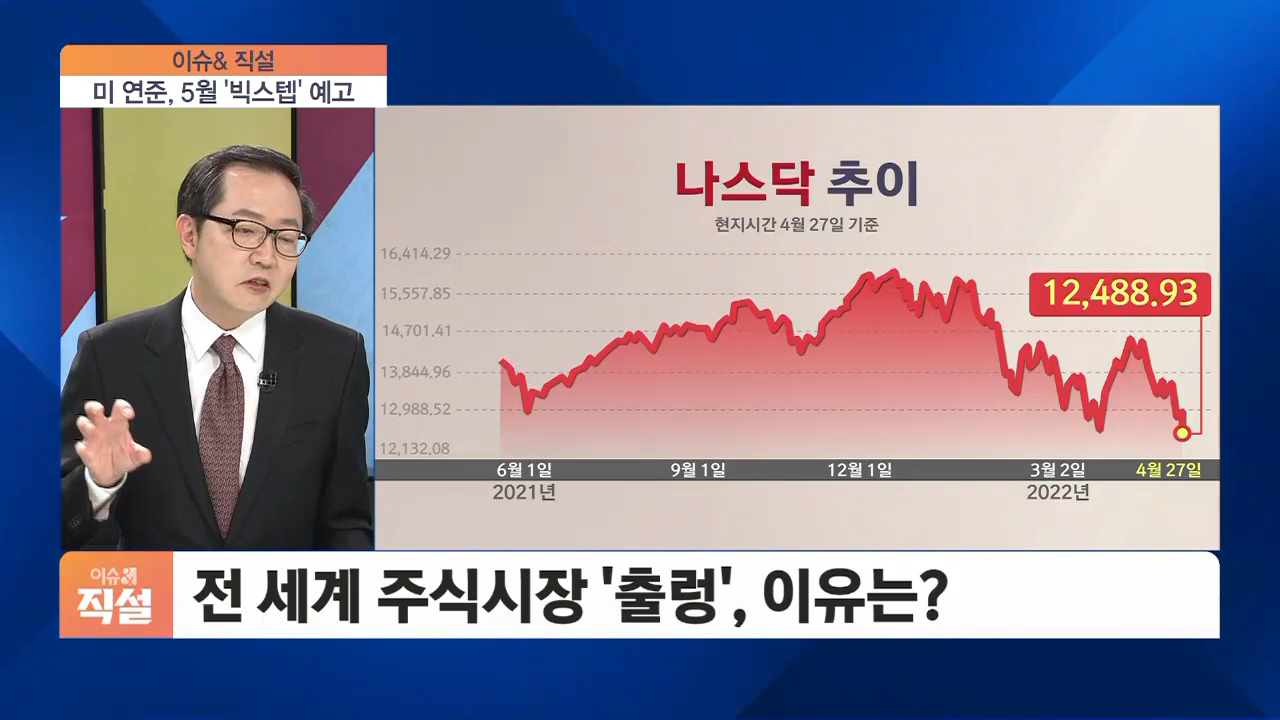 이슈& 직설
미 연준, 5월 '빅스텝' 예고
나스닥 추이
현지시간 4월 27일 기준
16,414.29
15,557.85
14,701.41
13,844.96
12,988.52
12,132.08
12,488.93
6월 1일
9월 1일
12월 1일
3월 2일
4월 27일
2021년
2022년
이슈&
직설
전 세계 주식시장 '출렁', 이유는?